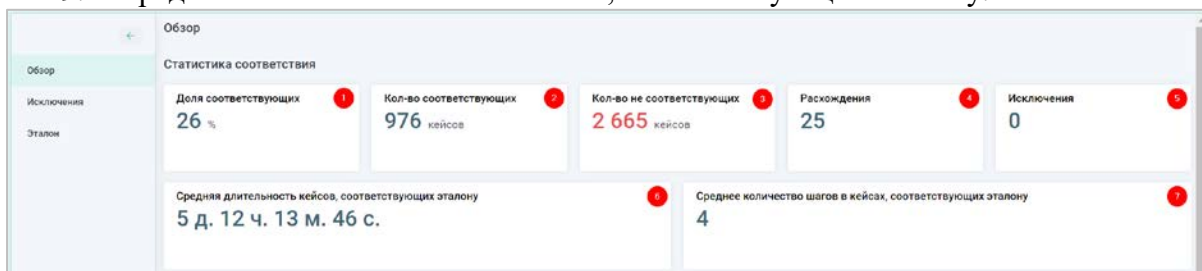 Обзор
Статистика соответствия
Обзор
Исключения
Эталон
Доля соответствующих 1
26 %
Кол-во соответствующих 2
976 кейсов
Кол-во не соответствующих 3
2 665 кейсов
Расхождения 4
25
Исключения 5
0
Средняя длительность кейсов, соответствующих эталону 6
5 д. 12 ч. 13 м. 46 с.
Среднее количество шагов в кейсах, соответствующих эталону 7
4